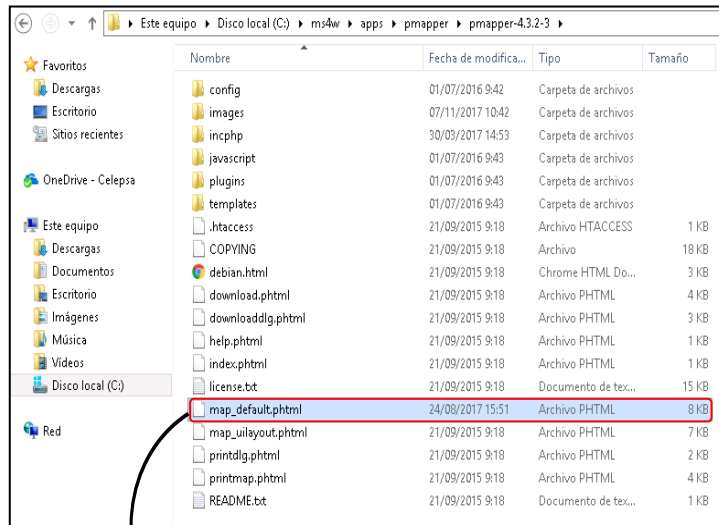 Este equipo ▸ Disco local (C:) ▸ ms4w ▸ apps ▸ pmapper ▸ pmapper-4.3.2-3 ▸
Favoritos
Descargas
Escritorio
Sitios recientes
OneDrive - Celepsa
Este equipo
Descargas
Documentos
Escritorio
Imágenes
Música
Vídeos
Disco local (C:)
Red
Nombre Fecha de modifica... Tipo Tamaño
config 01/07/2016 9:42 Carpeta de archivos
images 07/11/2017 10:42 Carpeta de archivos
incphp 30/03/2017 14:53 Carpeta de archivos
javascript 01/07/2016 9:43 Carpeta de archivos
plugins 01/07/2016 9:43 Carpeta de archivos
templates 01/07/2016 9:43 Carpeta de archivos
.htaccess 21/09/2015 9:18 Archivo HTACCESS 1 KB
COPYING 21/09/2015 9:18 Archivo 18 KB
debian.html 21/09/2015 9:18 Chrome HTML Do... 3 KB
download.phtml 21/09/2015 9:18 Archivo PHTML 4 KB
downloaddlg.phtml 21/09/2015 9:18 Archivo PHTML 3 KB
help.phtml 21/09/2015 9:18 Archivo PHTML 1 KB
index.phtml 21/09/2015 9:18 Archivo PHTML 1 KB
license.txt 21/09/2015 9:18 Documento de tex... 15 KB
map_default.phtml 24/08/2017 15:51 Archivo PHTML 8 KB
map_uilayout.phtml 21/09/2015 9:18 Archivo PHTML 7 KB
printdlg.phtml 21/09/2015 9:18 Archivo PHTML 2 KB
printmap.phtml 21/09/2015 9:18 Archivo PHTML 4 KB
README.txt 21/09/2015 9:18 Documento de tex... 1 KB